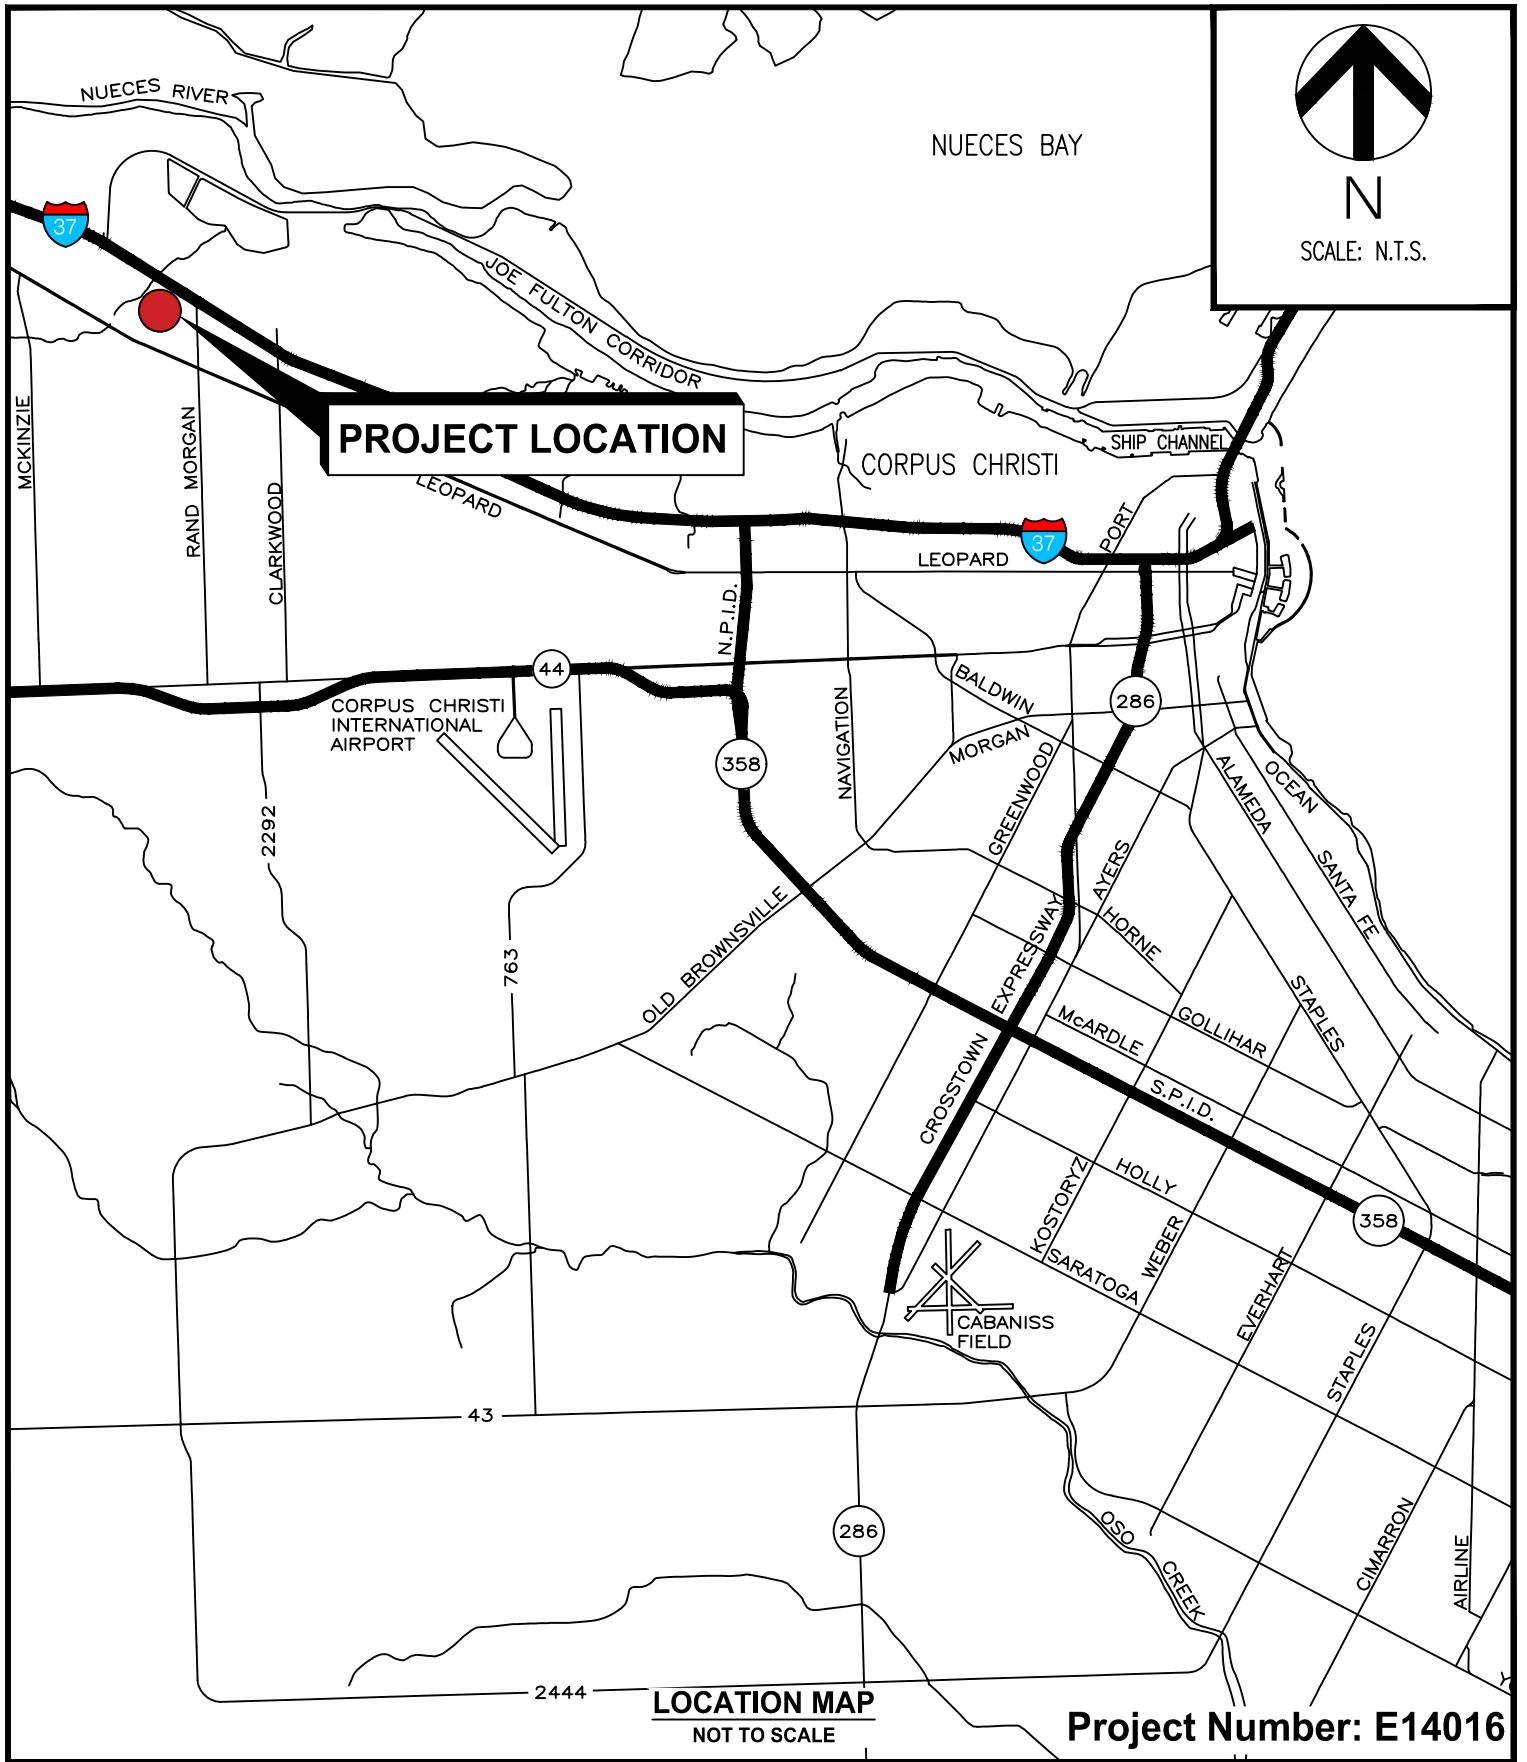 NUECES RIVER
NUECES BAY
N
SCALE: N.T.S.
37
JOE FULTON CORRIDOR
MCKINZIE
RAND MORGAN
CLARKWOOD
PROJECT LOCATION
SHIP CHANNEL
CORPUS CHRISTI
LEOPARD
PORT
37
LEOPARD
N.P.I.D.
44
CORPUS CHRISTI
INTERNATIONAL
AIRPORT
BALDWIN
286
NAVIGATION
MORGAN
358
GREENWOOD
ALAMEDA
OCEAN
2292
AYERS
SANTA FE
763
OLD BROWNSVILLE
HORNE
CROSSTOWN EXPRESSWAY
STAPLES
McARDLE
GOLLIHAR
S.P.I.D.
HOLLY
KOSTORYZ
WEBER
358
SARATOGA
EVERHART
CABANISS
FIELD
STAPLES
43
286
OSO CREEK
CIMARRON
AIRLINE
2444
LOCATION MAP
NOT TO SCALE
Project Number: E14016